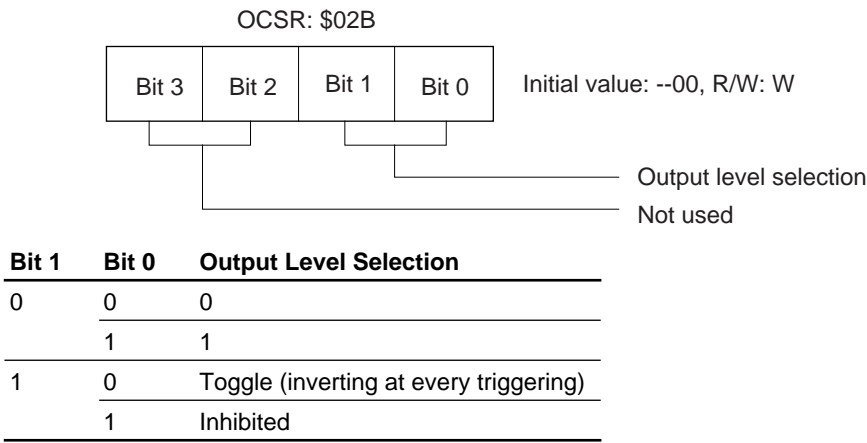 OCSR: $02B
Bit 3 Bit 2 Bit 1 Bit 0 Initial value: --00, R/W: W
Output level selection
Not used
Bit 1 Bit 0 Output Level Selection
0 0 0
1 1
1 0 Toggle (inverting at every triggering)
1 Inhibited